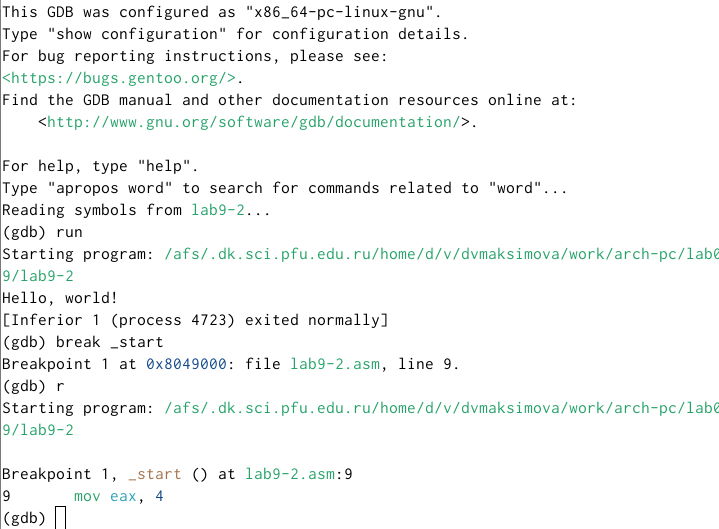 This GDB was configured as "x86_64-pc-linux-gnu".
Type "show configuration" for configuration details.
For bug reporting instructions, please see:
<https://bugs.gentoo.org/>.
Find the GDB manual and other documentation resources online at:
    <http://www.gnu.org/software/gdb/documentation/>.

For help, type "help".
Type "apropos word" to search for commands related to "word"...
Reading symbols from lab9-2...
(gdb) run
Starting program: /afs/.dk.sci.pfu.edu.ru/home/d/v/dvmaksimova/work/arch-pc/lab0
9/lab9-2
Hello, world!
[Inferior 1 (process 4723) exited normally]
(gdb) break _start
Breakpoint 1 at 0x8049000: file lab9-2.asm, line 9.
(gdb) r
Starting program: /afs/.dk.sci.pfu.edu.ru/home/d/v/dvmaksimova/work/arch-pc/lab0
9/lab9-2

Breakpoint 1, _start () at lab9-2.asm:9
9       mov eax, 4
(gdb)